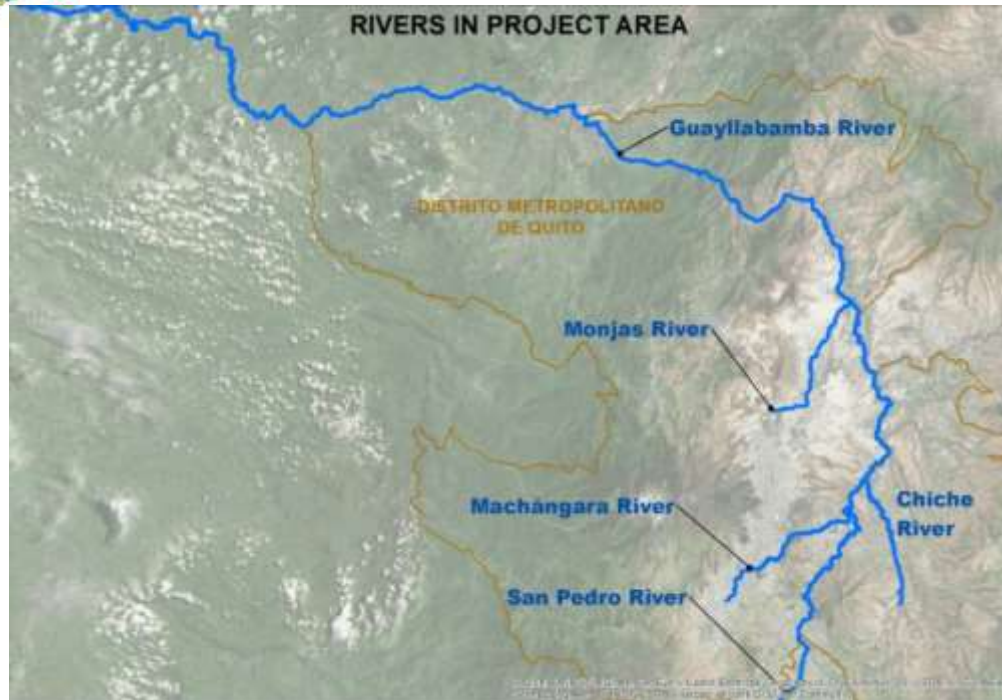 RIVERS IN PROJECT AREA
Guayllabamba River
DISTRITO METROPOLITANO
DE QUITO
Monjas River
Machángara River
Chiche
River
San Pedro River